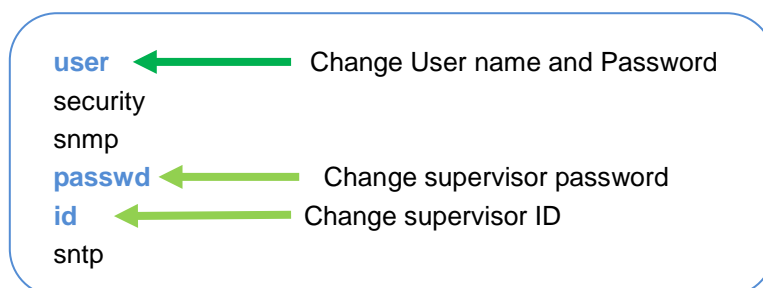 user Change User name and Password
security
snmp
passwd Change supervisor password
id Change supervisor ID
sntp